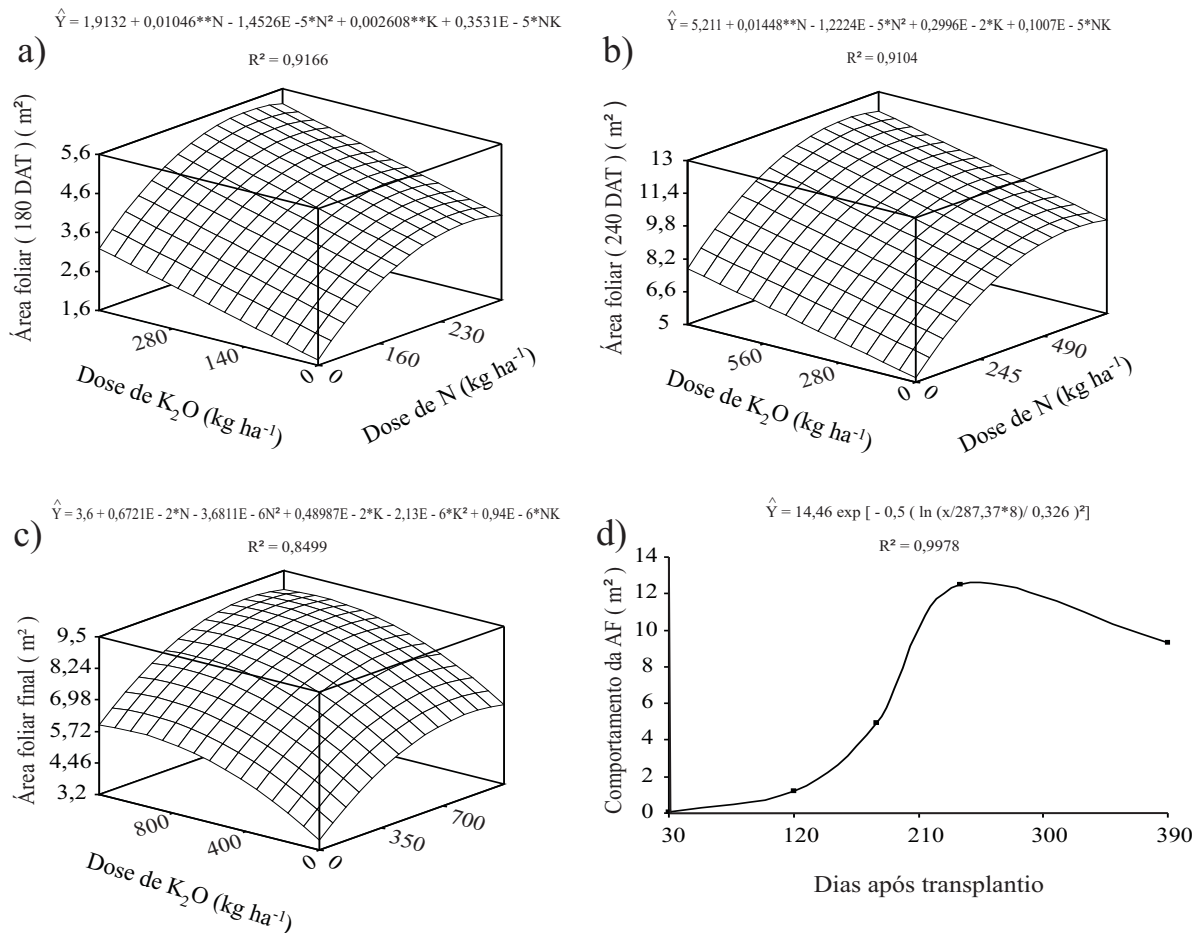 ^
Ŷ = 1,9132 + 0,01046**N - 1,4526E -5*N² + 0,002608**K + 0,3531E - 5*NK
R² = 0,9166
a)
Área foliar ( 180 DAT ) ( m² )
5,6
4,6
3,6
2,6
1,6
280
140
0
0
160
230
Dose de K₂O (kg ha⁻¹)
Dose de N (kg ha⁻¹)
Ŷ = 5,211 + 0,01448**N - 1,2224E - 5*N² + 0,2996E - 2*K + 0,1007E - 5*NK
R² = 0,9104
b)
Área foliar ( 240 DAT ) ( m² )
13
11,4
9,8
8,2
6,6
5
560
280
0
0
245
490
Dose de K₂O (kg ha⁻¹)
Dose de N (kg ha⁻¹)
Ŷ = 3,6 + 0,6721E - 2*N - 3,6811E - 6N² + 0,48987E - 2*K - 2,13E - 6*K² + 0,94E - 6*NK
R² = 0,8499
c)
Área foliar final ( m² )
9,5
8,24
6,98
5,72
4,46
3,2
800
400
0
0
350
700
Dose de K₂O (kg ha⁻¹)
Ŷ = 14,46 exp [ - 0,5 ( ln (x/287,37*8)/ 0,326 )²]
R² = 0,9978
d)
Comportamento da AF ( m² )
14
12
10
8
6
4
2
0
30
120
210
300
390
Dias após transplantio